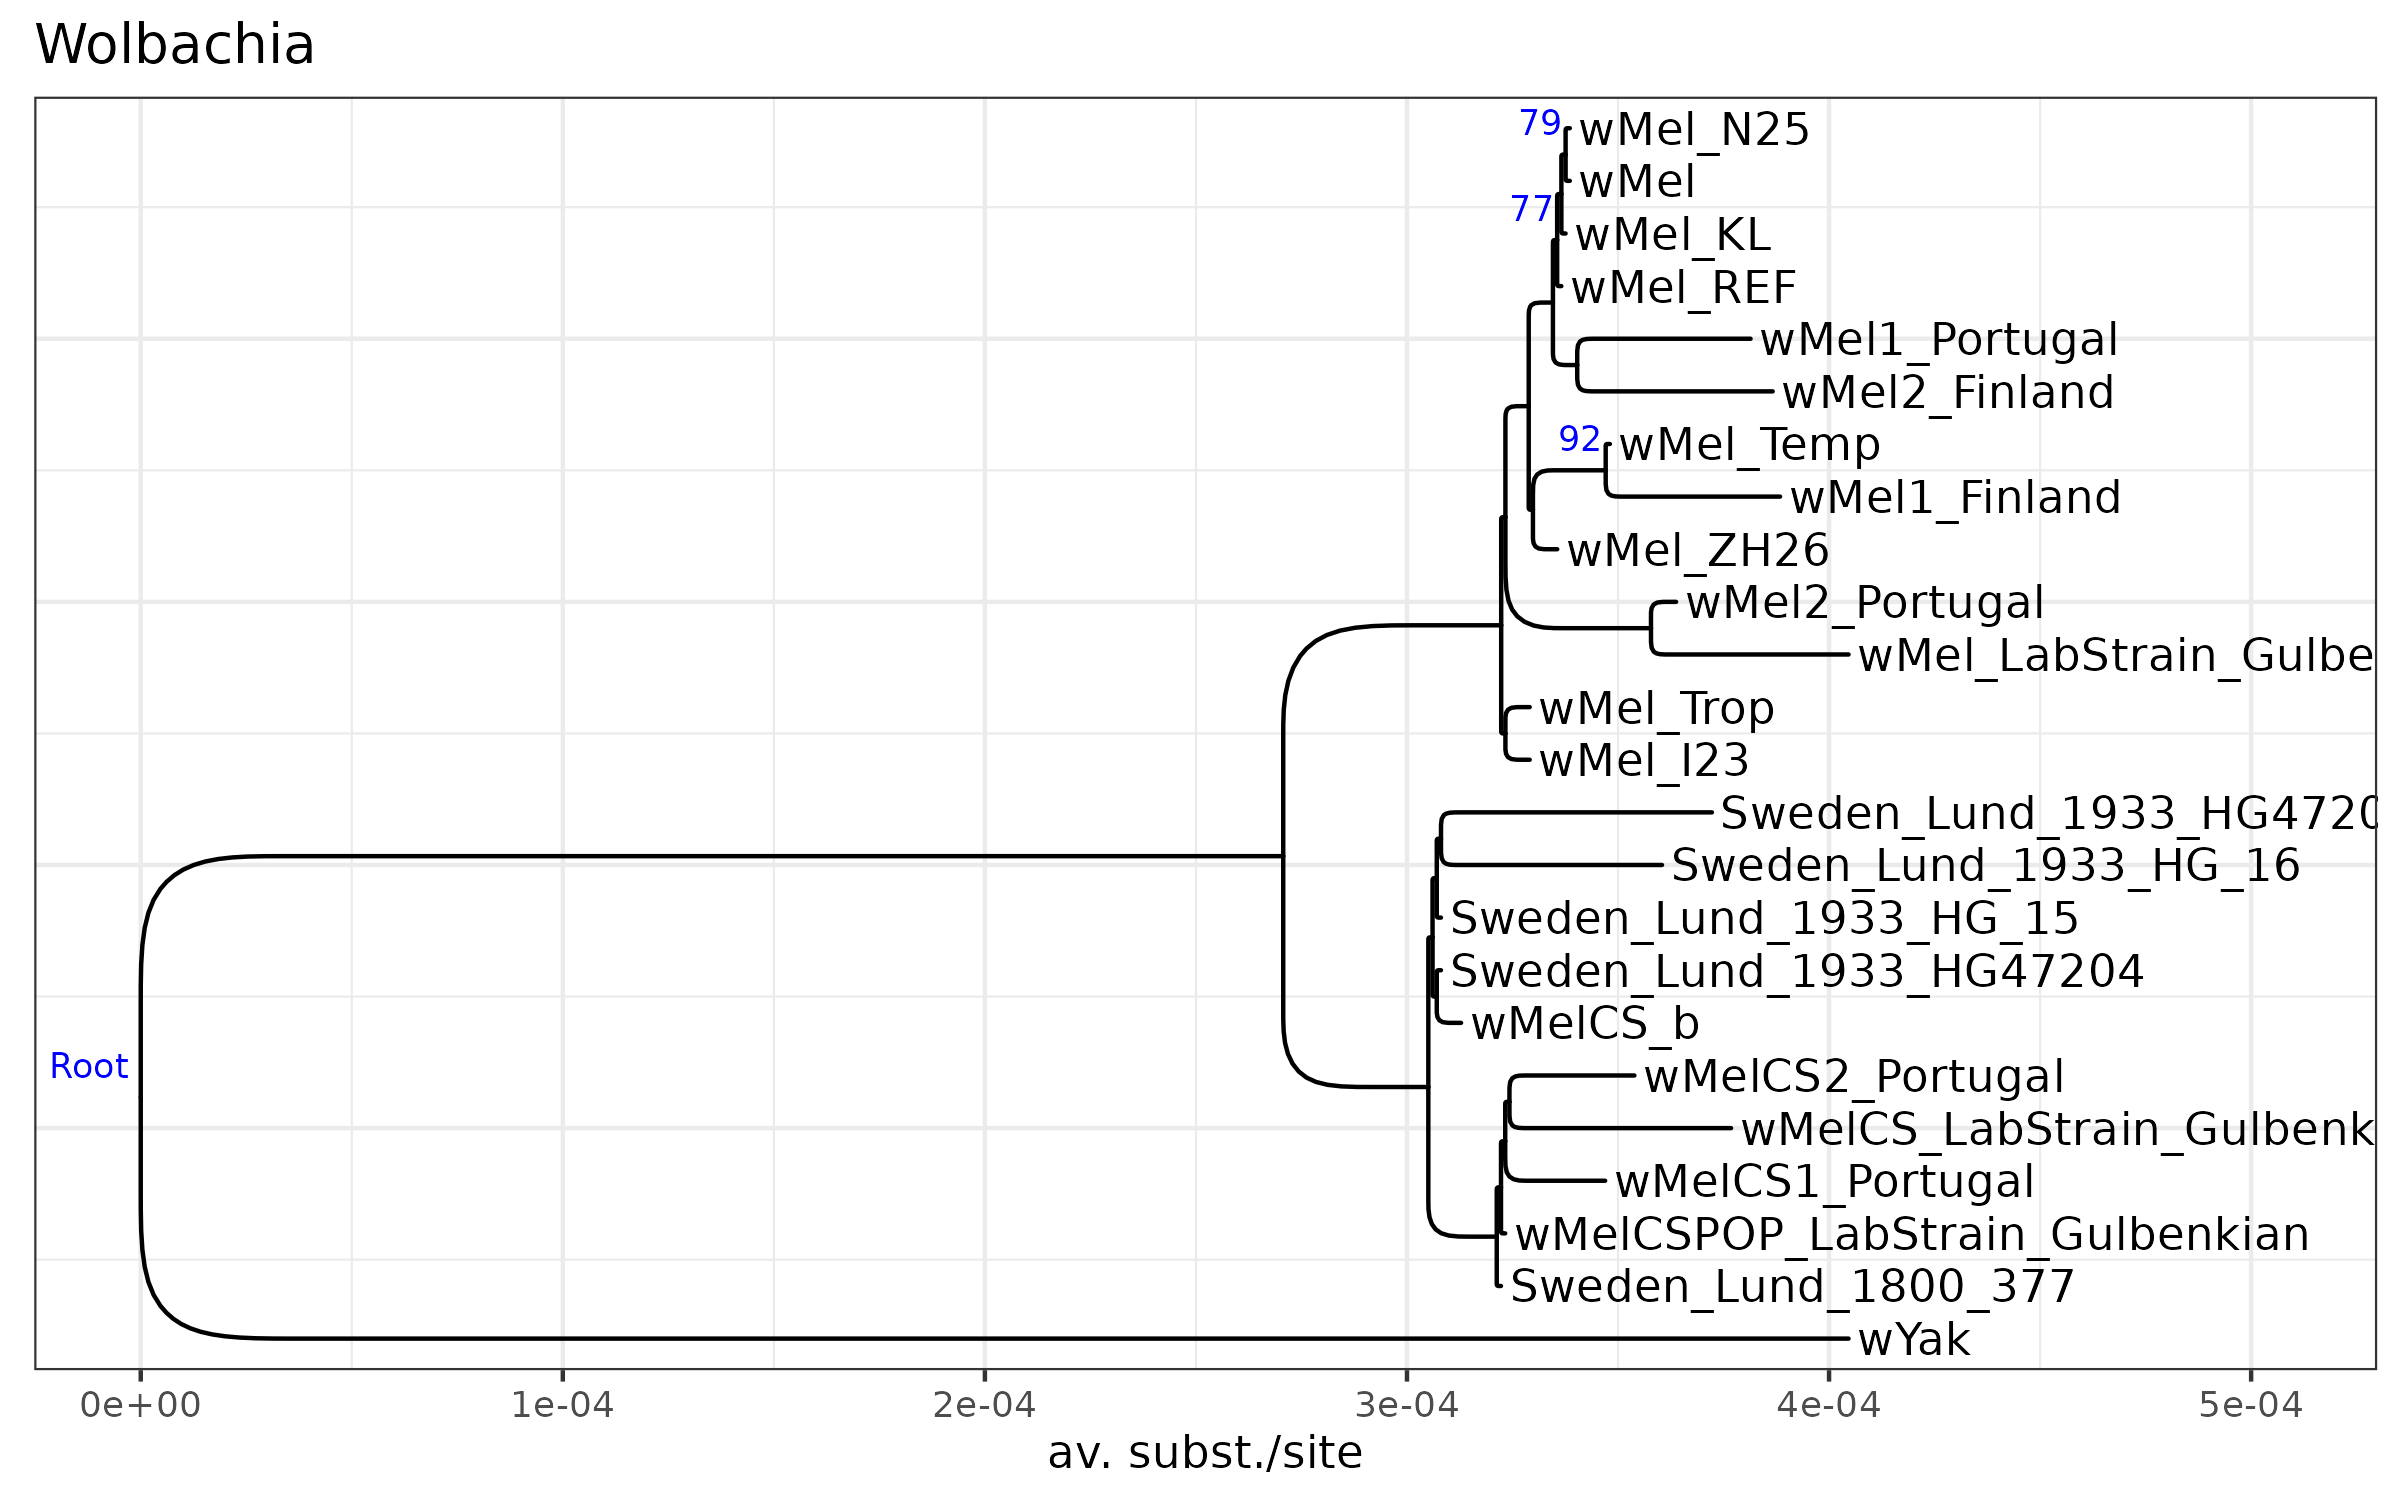 Wolbachia
79
wMel_N25
wMel
77
wMel_KL
wMel_REF
wMel1_Portugal
wMel2_Finland
92
wMel_Temp
wMel1_Finland
wMel_ZH26
wMel2_Portugal
wMel_LabStrain_Gulbe
wMel_Trop
wMel_I23
Sweden_Lund_1933_HG4720
Sweden_Lund_1933_HG_16
Sweden_Lund_1933_HG_15
Sweden_Lund_1933_HG47204
wMelCS_b
Root
wMelCS2_Portugal
wMelCS_LabStrain_Gulbenk
wMelCS1_Portugal
wMelCSPOP_LabStrain_Gulbenkian
Sweden_Lund_1800_377
wYak
0e+00 1e-04 2e-04 3e-04 4e-04 5e-04
av. subst./site